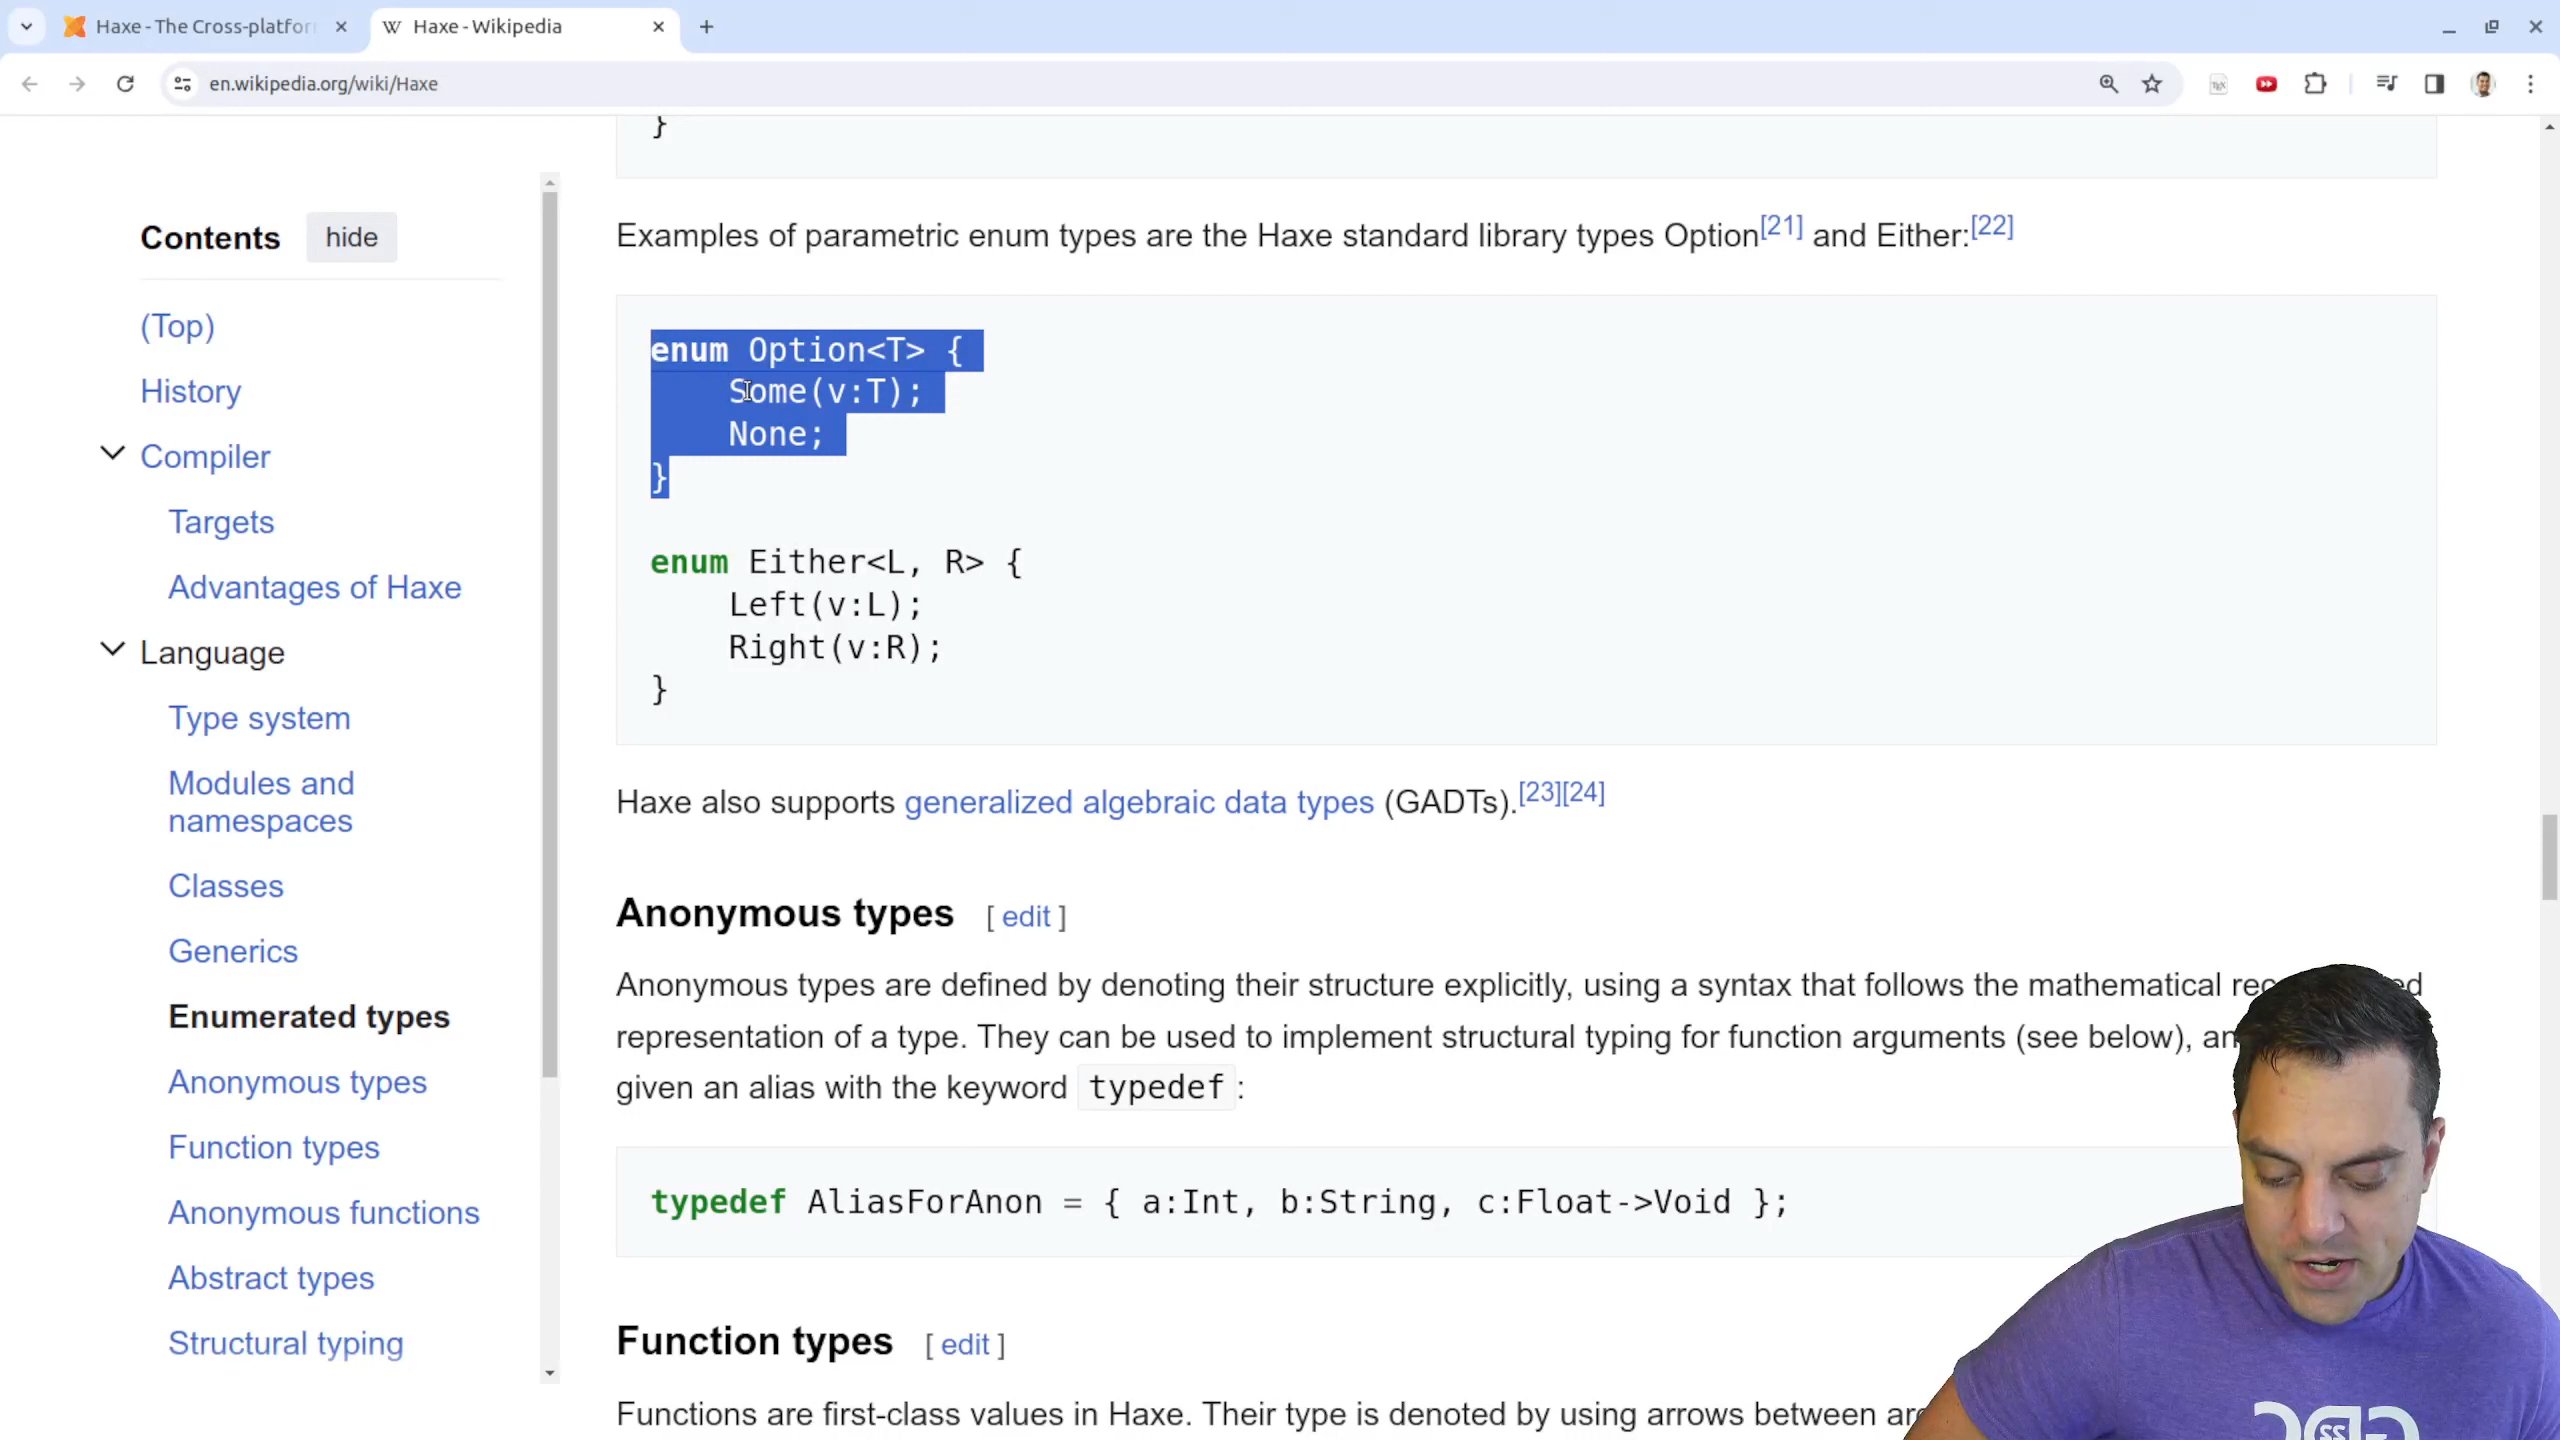 Haxe - The Cross-platfor
W Haxe - Wikipedia
en.wikipedia.org/wiki/Haxe
}
Contents hide
(Top)
History
Compiler
Targets
Advantages of Haxe
Language
Type system
Modules and
namespaces
Classes
Generics
Enumerated types
Anonymous types
Function types
Anonymous functions
Abstract types
Structural typing
Examples of parametric enum types are the Haxe standard library types Option[21] and Either:[22]
enum Option<T> {
Some(v:T);
None;
}
enum Either<L, R> {
Left(v:L);
Right(v:R);
}
Haxe also supports generalized algebraic data types (GADTs).[23][24]
Anonymous types [ edit ]
Anonymous types are defined by denoting their structure explicitly, using a syntax that follows the mathematical
representation of a type. They can be used to implement structural typing for function arguments (see below),
given an alias with the keyword typedef :
typedef AliasForAnon = { a:Int, b:String, c:Float->Void };
Function types [ edit ]
Functions are first-class values in Haxe. Their type is denoted by using arrows between